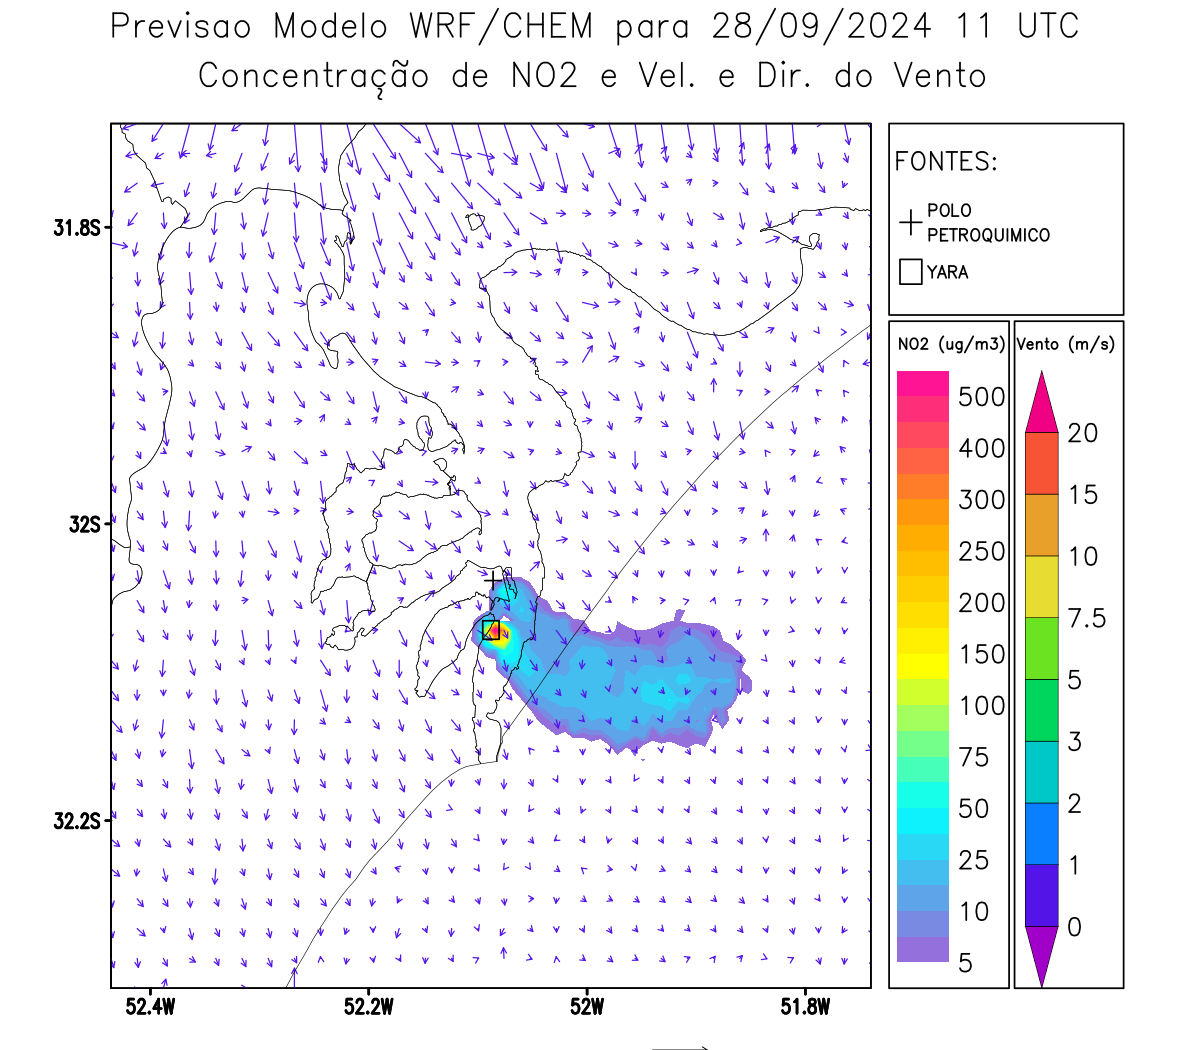 Previsao Modelo WRF/CHEM para 28/09/2024 11 UTC
Concentração de NO2 e Vel. e Dir. do Vento
FONTES:
POLO
PETROQUIMICO
YARA
NO2 (ug/m3)
500
400
300
250
200
150
100
75
50
25
10
5
Vento (m/s)
20
15
10
7.5
5
3
2
1
0
31.8S
32S
32.2S
52.4W
52.2W
52W
51.8W